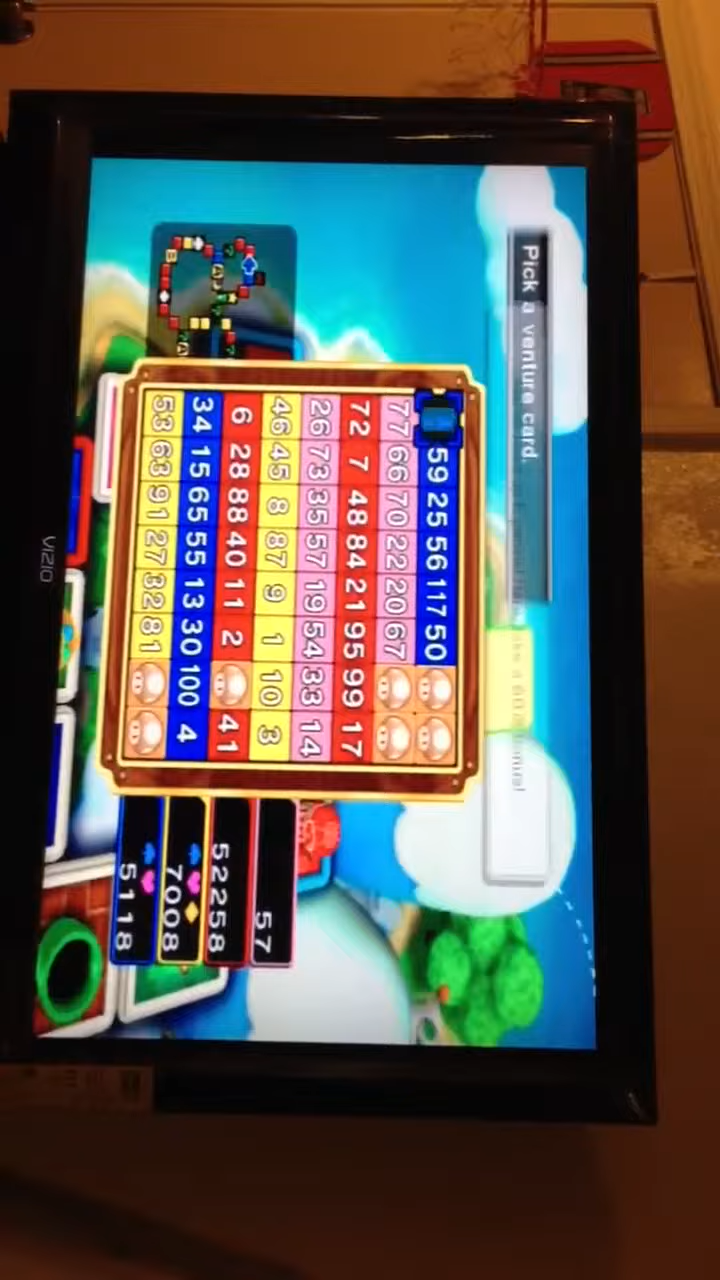 Pick a venture card.
59 25 56 11 7 50
77 66 70 22 20 67
72 7 48 84 21 95 99 17
26 73 35 57 19 54 33 14
46 45 8 87 9 1 10 3
6 28 88 40 11 2 41
34 15 65 55 13 30 100 4
53 63 91 27 32 81
57
52258
7008
5118
VIZIO